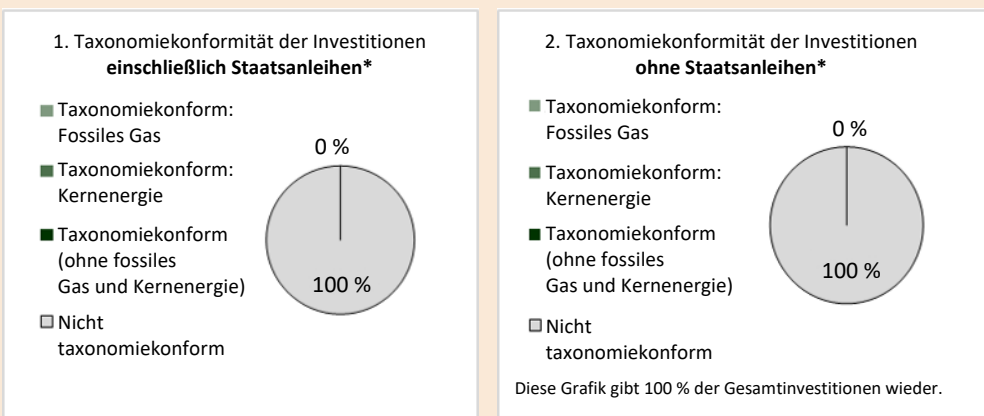 1. Taxonomiekonformität der Investitionen
einschließlich Staatsanleihen*
Taxonomiekonform:
Fossiles Gas
Taxonomiekonform:
Kernenergie
Taxonomiekonform
(ohne fossiles
Gas und Kernenergie)
Nicht
taxonomiekonform
0 %
100 %
2. Taxonomiekonformität der Investitionen
ohne Staatsanleihen*
Taxonomiekonform:
Fossiles Gas
Taxonomiekonform:
Kernenergie
Taxonomiekonform
(ohne fossiles
Gas und Kernenergie)
Nicht
taxonomiekonform
0 %
100 %
Diese Grafik gibt 100 % der Gesamtinvestitionen wieder.